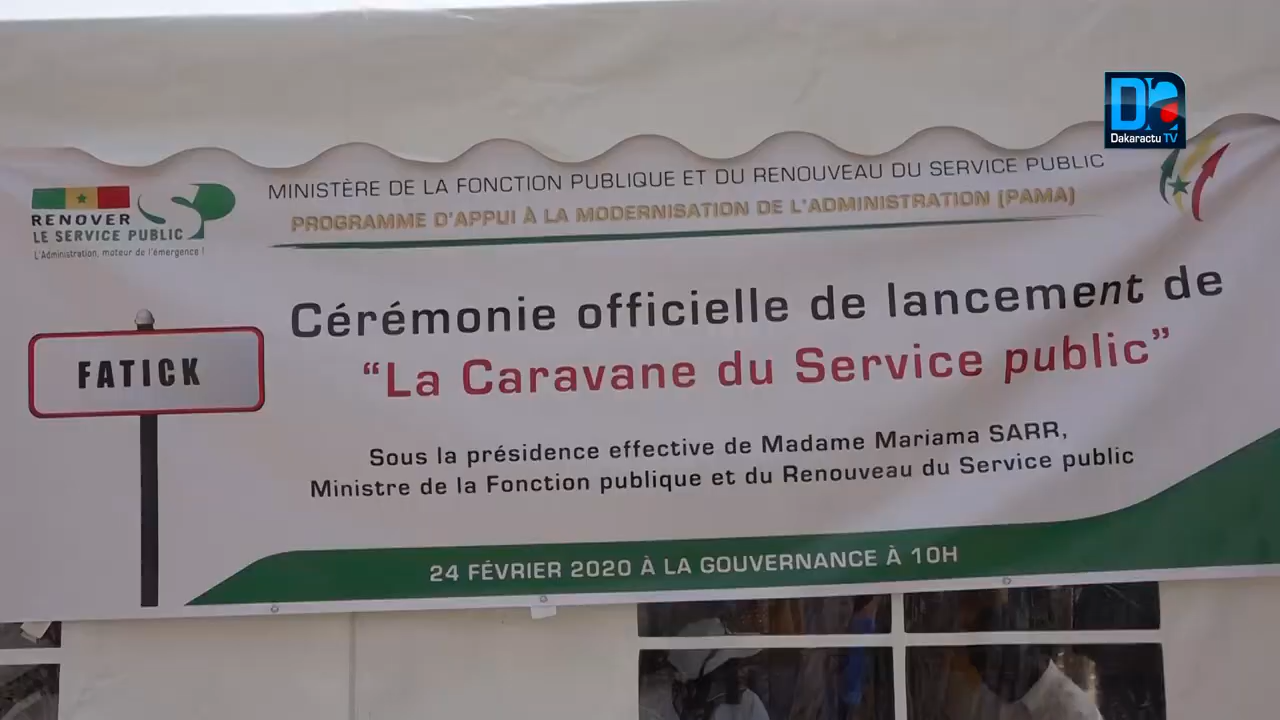 Dakaractu TV
MINISTÈRE DE LA FONCTION PUBLIQUE ET DU RENOUVEAU DU SERVICE PUBLIC
PROGRAMME D'APPUI À LA MODERNISATION DE L'ADMINISTRATION (PAMA)
RENOVER
LE SERVICE PUBLIC
L'Administration, moteur de l'émergence !
Cérémonie officielle de lancement de
“La Caravane du Service public”
FATICK
Sous la présidence effective de Madame Mariama SARR,
Ministre de la Fonction publique et du Renouveau du Service public
24 FÉVRIER 2020 À LA GOUVERNANCE À 10H